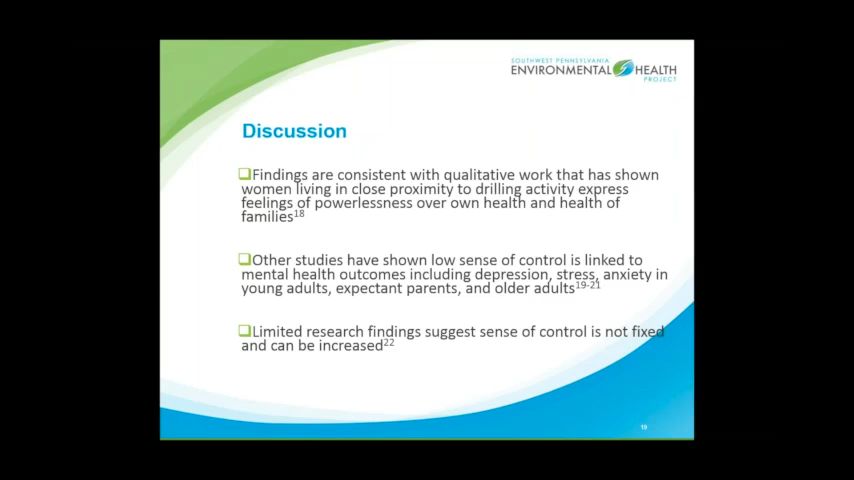 SOUTHWEST PENNSYLVANIA
ENVIRONMENTAL HEALTH
PROJECT
Discussion
Findings are consistent with qualitative work that has shown
women living in close proximity to drilling activity express
feelings of powerlessness over own health and health of
families18
Other studies have shown low sense of control is linked to
mental health outcomes including depression, stress, anxiety in
young adults, expectant parents, and older adults19-21
Limited research findings suggest sense of control is not fixed
and can be increased22
19